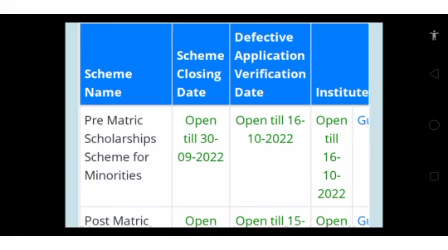 Scheme Name
Scheme Closing Date
Defective Application Verification Date
Institute
Pre Matric Scholarships Scheme for Minorities
Open till 30-09-2022
Open till 16-10-2022
Open till 16-10-2022
Gu
Post Matric
Open
Open till 15-
Open
Gu